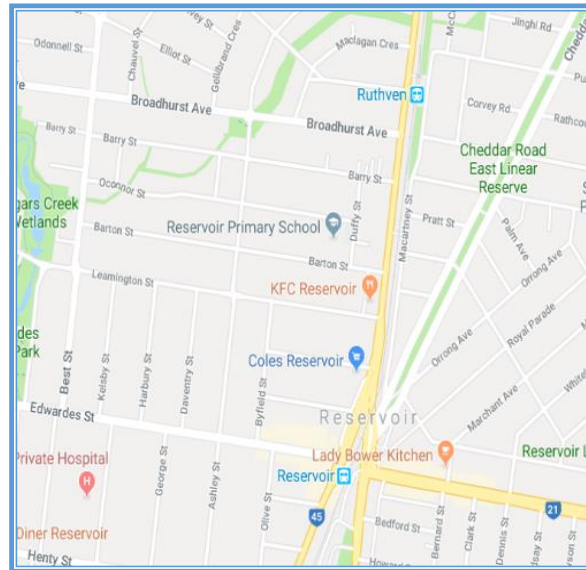 Odonnell St
Chauvel St
Elliot St
Gellibrand Cres
Maclagan Cres
Jinghi Rd
Ruthven
Corvey Rd
Broadhurst Ave
Broadhurst Ave
Barry St
Barry St
Barry St
Oconnor St
Duffy St
Cheddar Road
East Linear
Reserve
Wetlands
Reservoir Primary School
Macartney St
Pratt St
Palm Ave
Orrong Ave
Barton St
Barton St
Leamington St
KFC Reservoir
Royal Parade
Park
Best St
Kelsby St
Harbury St
Daventry St
Byfield St
Coles Reservoir
Orrong Ave
Marchant Ave
Edwardes St
Reservoir
Lady Bower Kitchen
Reservoir
Private Hospital
George St
Ashley St
Olive St
45
21
Bedford St
Bernard St
Clark St
Dennis St
Diner Reservoir
Henty St